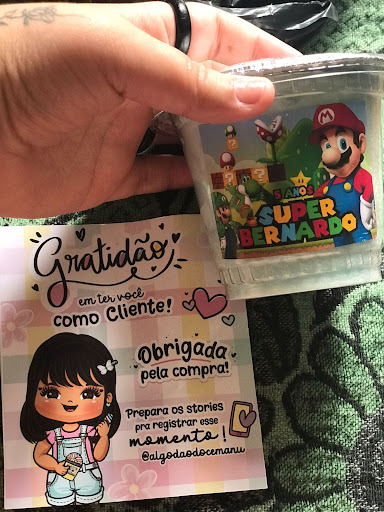 5 ANOS
SUPER
BERNARDO
M
Gratidão
em ter você
como Cliente!
Obrigada
pela compra!
Prepara os stories
pra registrar esse
momento!
@algodaodocemanu